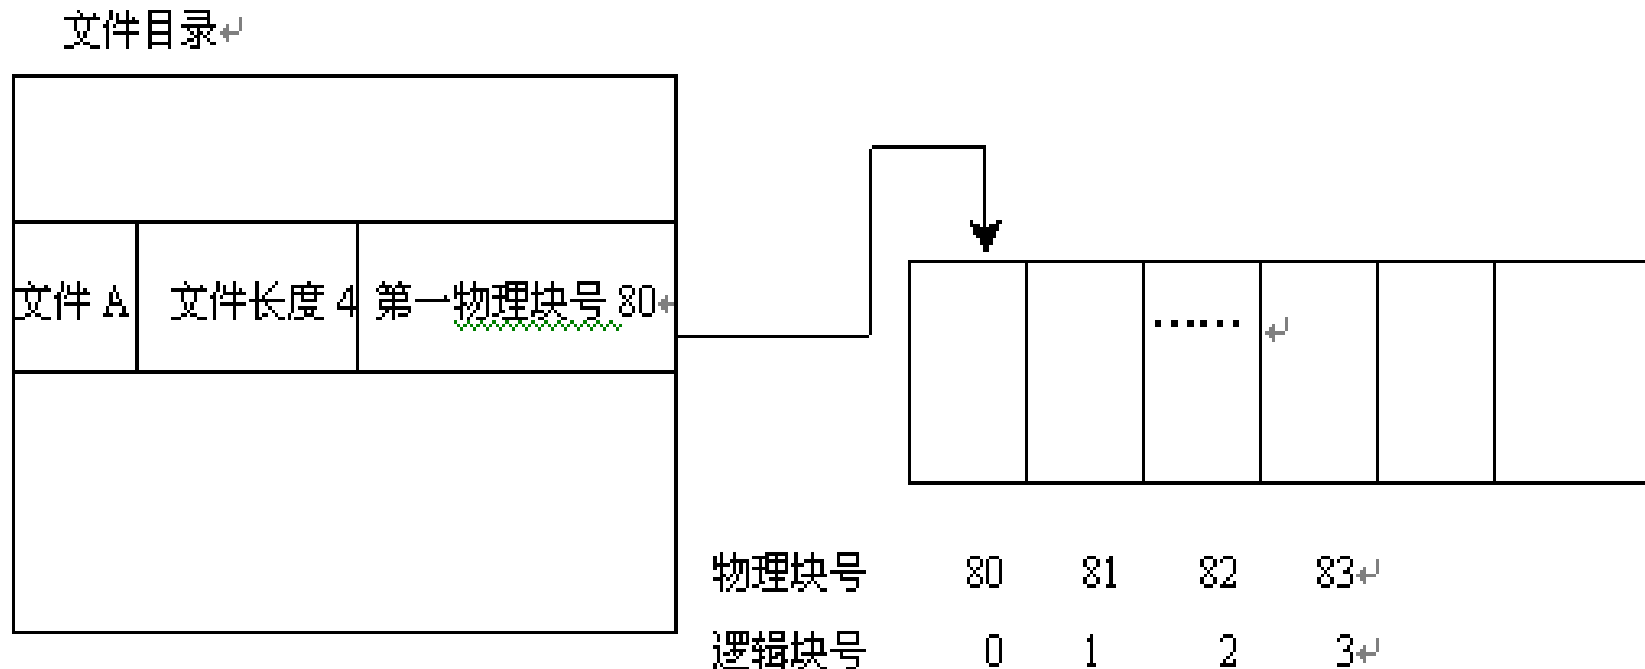 文件目录
文件 A 文件长度 4 第一物理块号 80
……
物理块号 80 81 82 83
逻辑块号 0 1 2 3